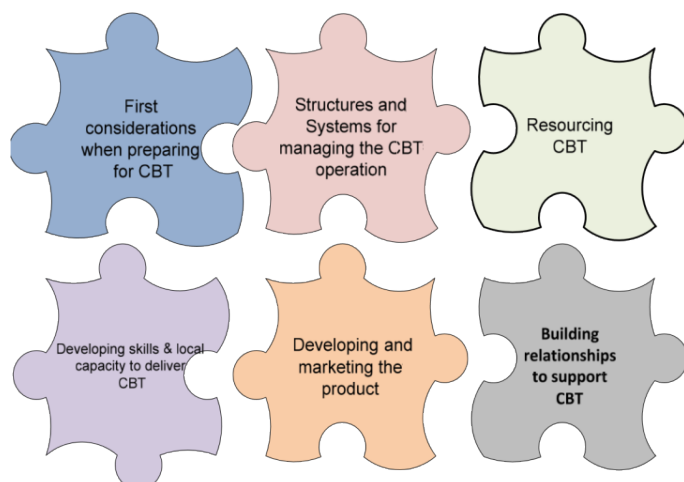 First
considerations
when preparing
for CBT
Structures and
Systems for
managing the CBT
operation
Resourcing
CBT
Developing skills & local
capacity to deliver
CBT
Developing and
marketing the
product
Building
relationships
to support
CBT